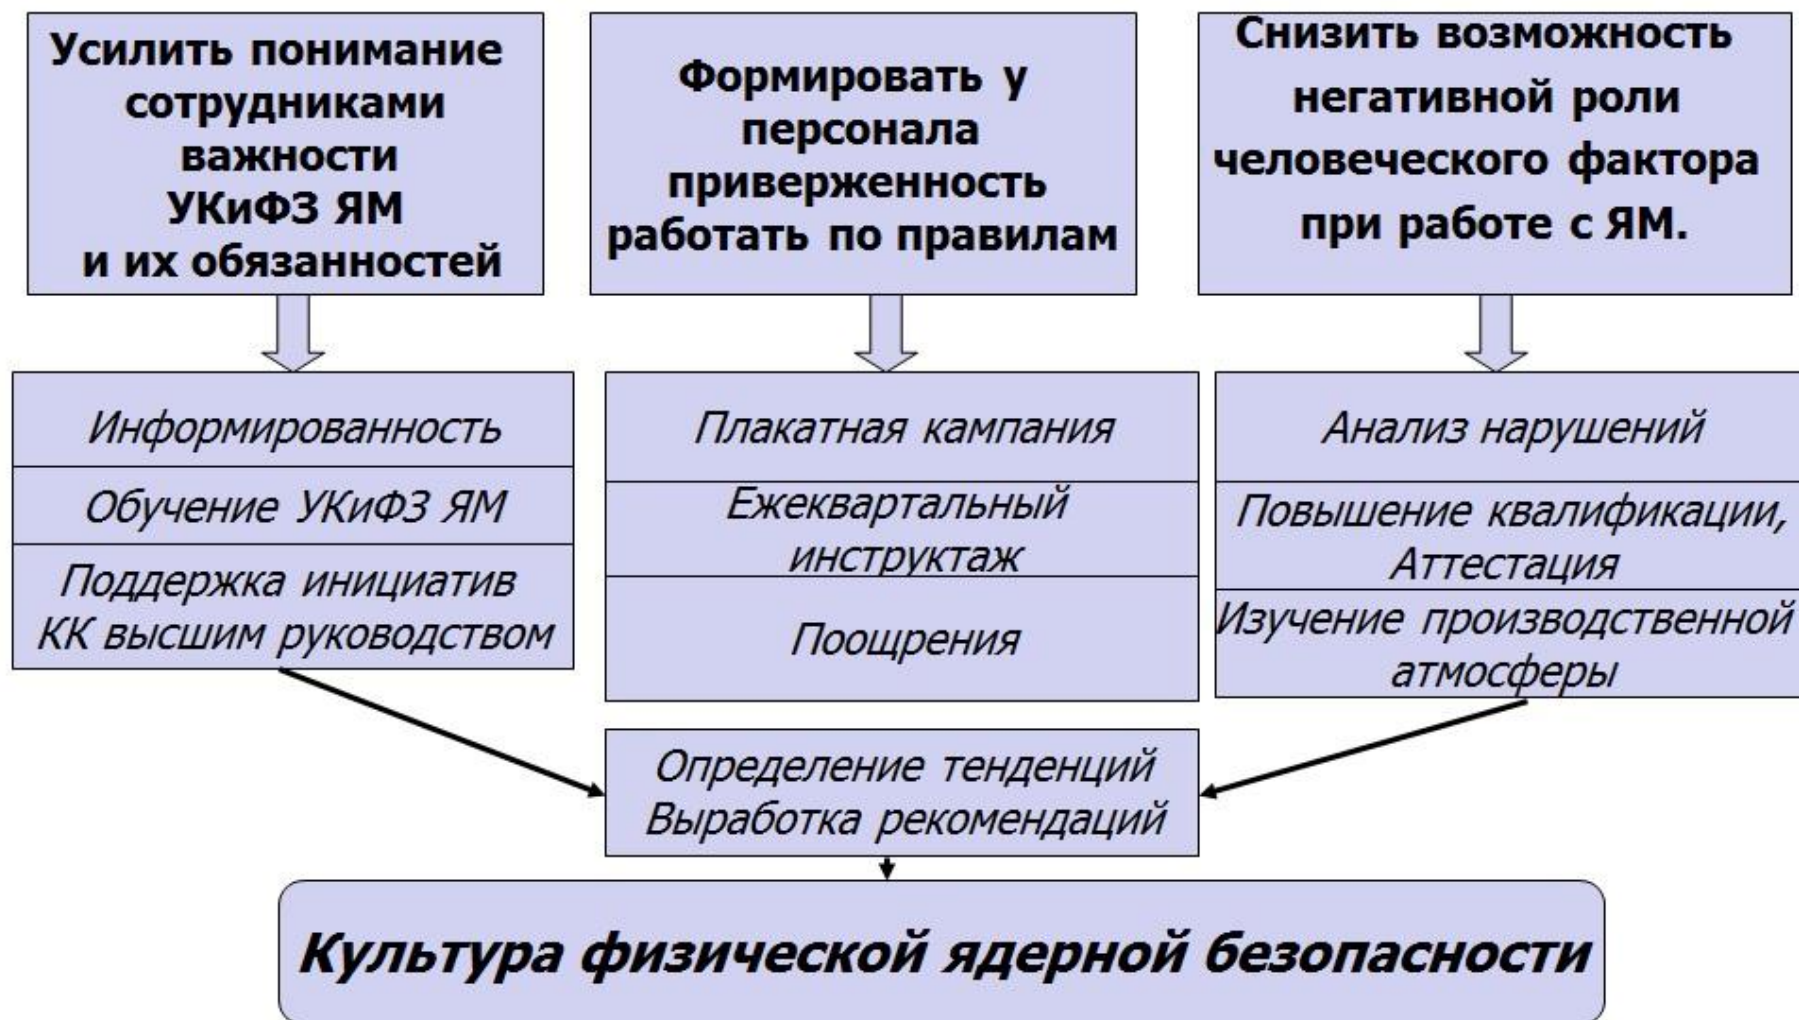 Усилить понимание
сотрудниками
важности
УКиФЗ ЯМ
и их обязанностей
Формировать у
персонала
приверженность
работать по правилам
Снизить возможность
негативной роли
человеческого фактора
при работе с ЯМ.
Информированность
Обучение УКиФЗ ЯМ
Поддержка инициатив
КК высшим руководством
Плакатная кампания
Ежеквартальный
инструктаж
Поощрения
Анализ нарушений
Повышение квалификации,
Аттестация
Изучение производственной
атмосферы
Определение тенденций
Выработка рекомендаций
Культура физической ядерной безопасности